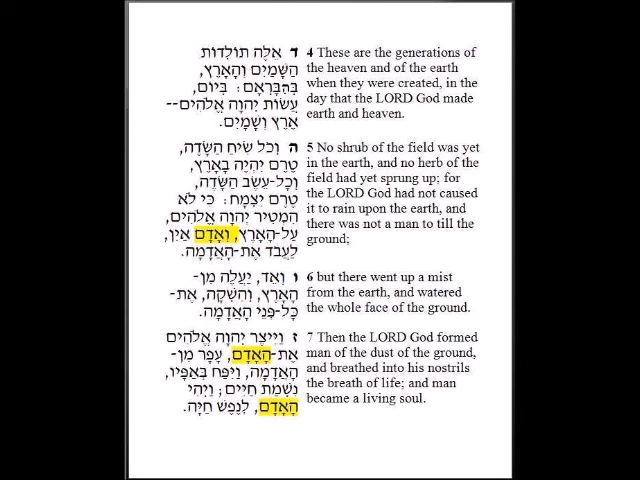 ד אֵלֶּה תוֹלְדוֹת
הַשָּׁמַיִם וְהָאָרֶץ,
בְּהִבָּרְאָם: בְּיוֹם,
עֲשׂוֹת יְהוָה אֱלֹהִים--
אֶרֶץ וְשָׁמָיִם.
4 These are the generations of
the heaven and of the earth
when they were created, in the
day that the LORD God made
earth and heaven.
ה וְכֹל שִׂיחַ הַשָּׂדֶה,
טֶרֶם יִהְיֶה בָאָרֶץ,
וְכָל-עֵשֶׂב הַשָּׂדֶה,
טֶרֶם יִצְמָח: כִּי לֹא
הִמְטִיר יְהוָה אֱלֹהִים,
עַל-הָאָרֶץ, וְאָדָם אַיִן,
לַעֲבֹד אֶת-הָאֲדָמָה.
5 No shrub of the field was yet
in the earth, and no herb of the
field had yet sprung up; for
the LORD God had not caused
it to rain upon the earth, and
there was not a man to till the
ground;
ו וְאֵד, יַעֲלֶה מִן-
הָאָרֶץ, וְהִשְׁקָה, אֶת-
כָּל-פְּנֵי הָאֲדָמָה.
6 but there went up a mist
from the earth, and watered
the whole face of the ground.
ז וַיִּיצֶר יְהוָה אֱלֹהִים
אֶת-הָאָדָם, עָפָר מִן-
הָאֲדָמָה, וַיִּפַּח בְּאַפָּיו,
נִשְׁמַת חַיִּים; וַיְהִי
הָאָדָם, לְנֶפֶשׁ חַיָּה.
7 Then the LORD God formed
man of the dust of the ground,
and breathed into his nostrils
the breath of life; and man
became a living soul.